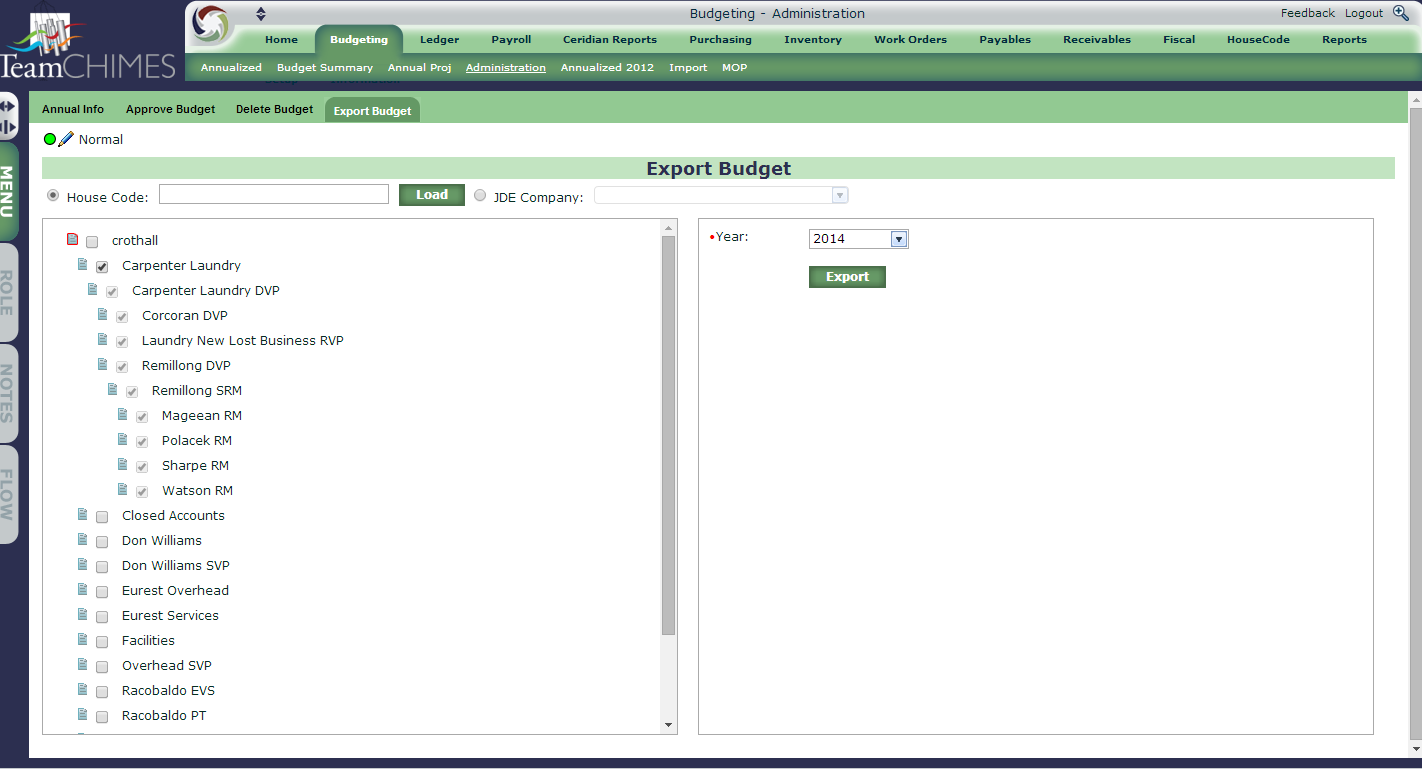 Budgeting - Administration
Feedback Logout
TeamCHIMES
Home Budgeting Ledger Payroll Ceridian Reports Purchasing Inventory Work Orders Payables Receivables Fiscal HouseCode Reports
Annualized Budget Summary Annual Proj Administration Annualized 2012 Import MOP
Annual Info Approve Budget Delete Budget Export Budget
Normal
Export Budget
House Code: Load JDE Company:
MENU
ROLE
NOTES
FLOW
crothall
Carpenter Laundry
Carpenter Laundry DVP
Corcoran DVP
Laundry New Lost Business RVP
Remillong DVP
Remillong SRM
Mageean RM
Polacek RM
Sharpe RM
Watson RM
Closed Accounts
Don Williams
Don Williams SVP
Eurest Overhead
Eurest Services
Facilities
Overhead SVP
Racobaldo EVS
Racobaldo PT
•Year: 2014
Export